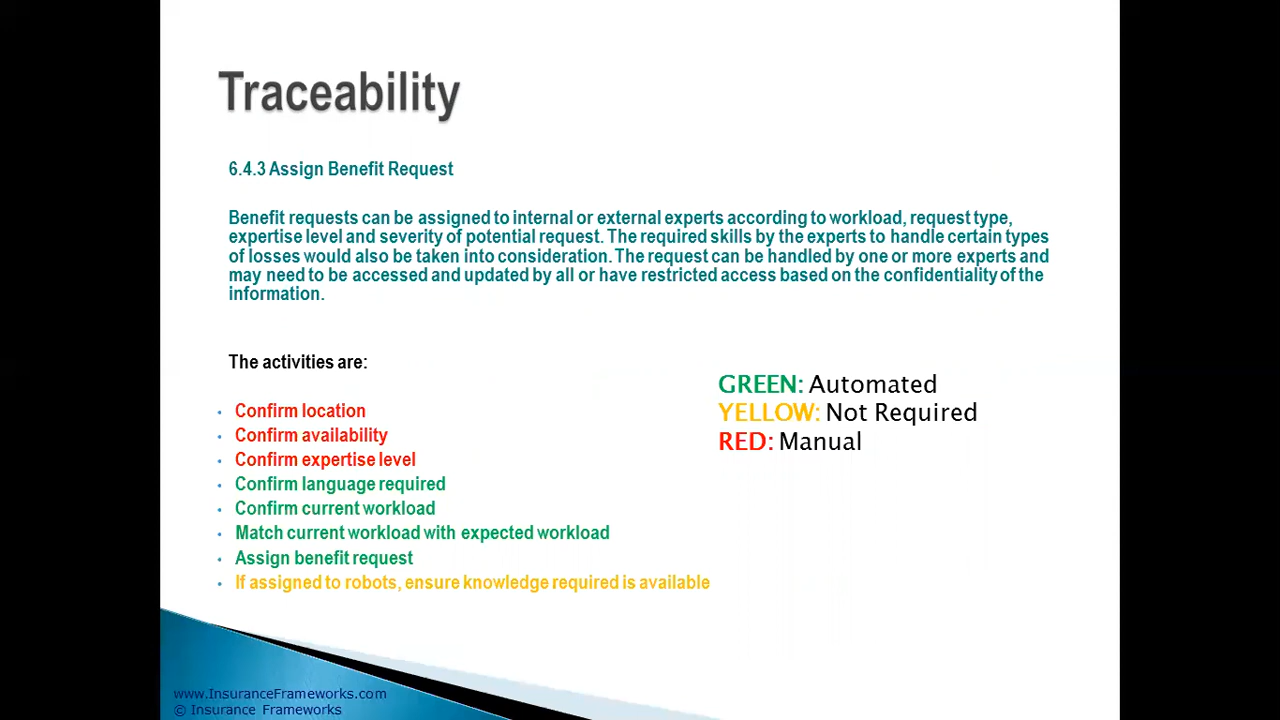 Traceability
6.4.3 Assign Benefit Request
Benefit requests can be assigned to internal or external experts according to workload, request type,
expertise level and severity of potential request. The required skills by the experts to handle certain types
of losses would also be taken into consideration. The request can be handled by one or more experts and
may need to be accessed and updated by all or have restricted access based on the confidentiality of the
information.
The activities are:
• Confirm location
• Confirm availability
• Confirm expertise level
• Confirm language required
• Confirm current workload
• Match current workload with expected workload
• Assign benefit request
• If assigned to robots, ensure knowledge required is available
GREEN: Automated
YELLOW: Not Required
RED: Manual
www.InsuranceFrameworks.com
© Insurance Frameworks